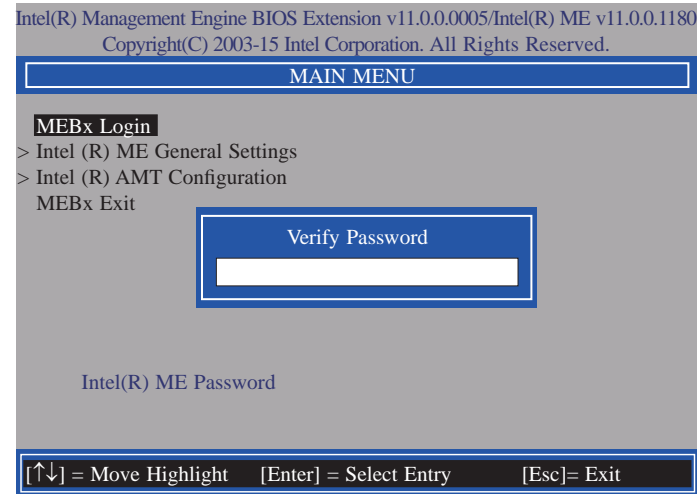 Intel(R) Management Engine BIOS Extension v11.0.0.0005/Intel(R) ME v11.0.0.1180
Copyright(C) 2003-15 Intel Corporation. All Rights Reserved.
MAIN MENU
MEBx Login
> Intel (R) ME General Settings
> Intel (R) AMT Configuration
MEBx Exit
Verify Password
Intel(R) ME Password
[↑↓] = Move Highlight [Enter] = Select Entry [Esc]= Exit